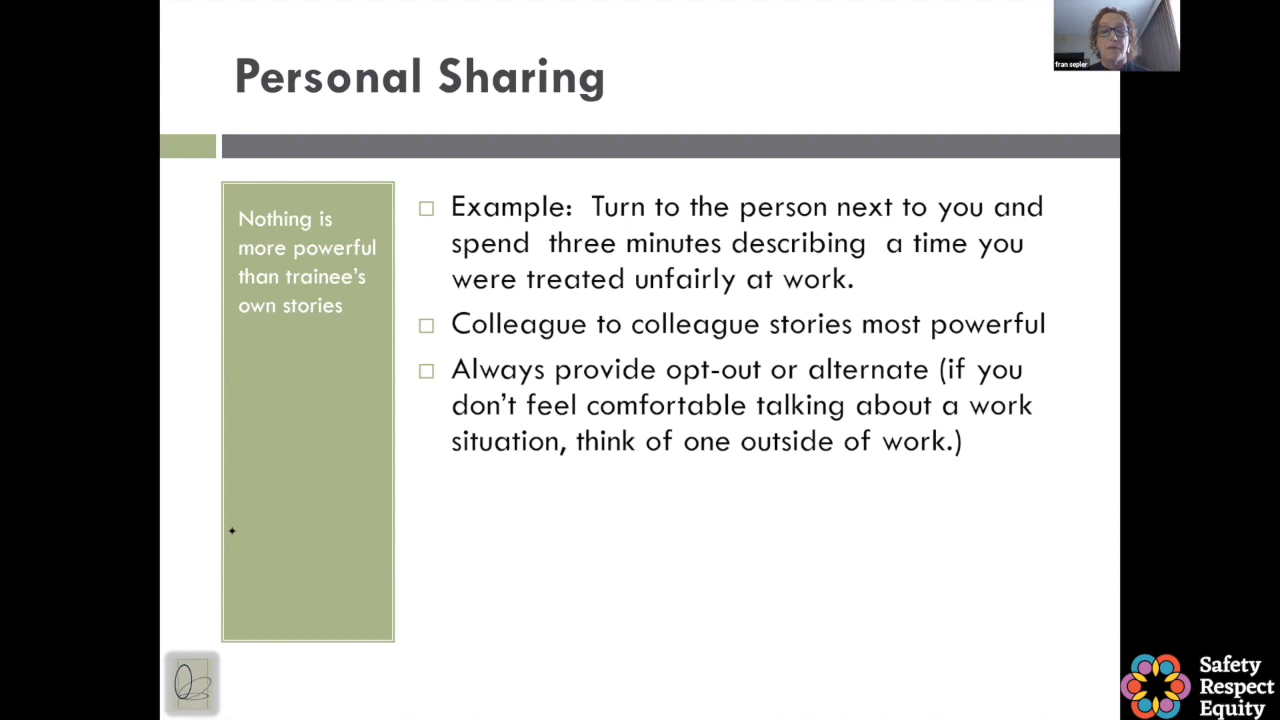 Personal Sharing
fran sepler
Nothing is
more powerful
than trainee's
own stories
Example:  Turn to the person next to you and
spend  three minutes describing  a time you
were treated unfairly at work.
Colleague to colleague stories most powerful
Always provide opt-out or alternate (if you
don't feel comfortable talking about a work
situation, think of one outside of work.)
Safety
Respect
Equity